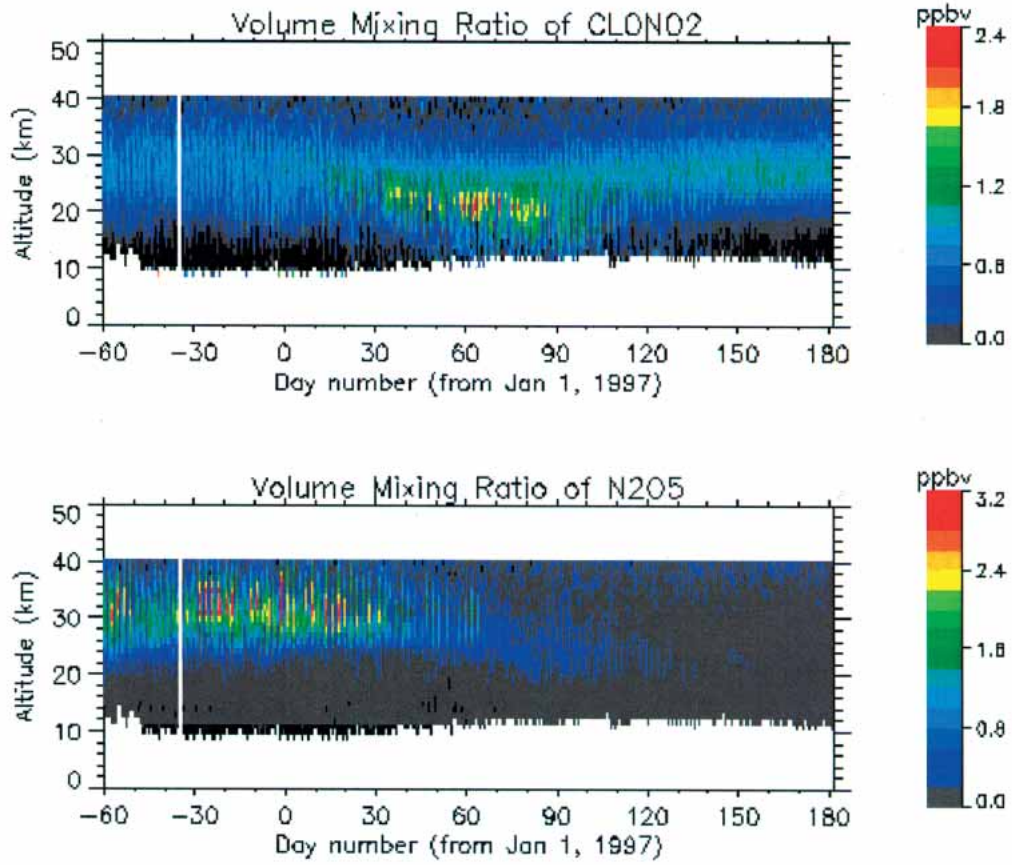 Volume Mixing Ratio of CLONO2
ppbv
50
40
30
20
10
0
Altitude (km)
2.4
1.8
1.2
0.8
0.0
-60 -30 0 30 60 90 120 150 180
Day number (from Jan 1, 1997)
Volume Mixing Ratio of N2O5
ppbv
50
40
30
20
10
0
Altitude (km)
3.2
2.4
1.8
0.8
0.0
-60 -30 0 30 60 90 120 150 180
Day number (from Jan 1, 1997)